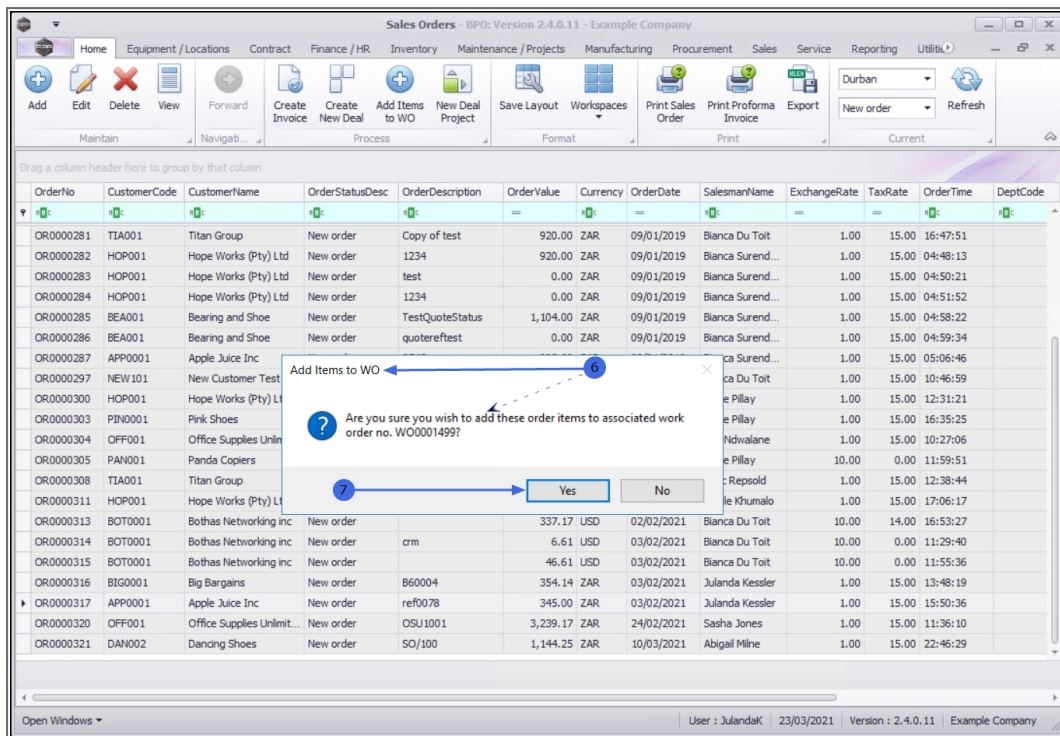 Sales Orders - BPO: Version 2.4.0.11 - Example Company
Home Equipment / Locations Contract Finance / HR Inventory Maintenance / Projects Manufacturing Procurement Sales Service Reporting
Add Edit Delete View Forward Create Invoice Create New Deal Add Items to WO New Deal Project Save Layout Workspaces Print Sales Order Print Proforma Invoice Export Durban New order Refresh
Maintain Navigati... Process Format Print Current
Drag a column header here to group by that column
OrderNo CustomerCode CustomerName OrderStatusDesc OrderDescription OrderValue Currency OrderDate SalesmanName ExchangeRate TaxRate OrderTime DeptCode
OR0000281 TIA001 Titan Group New order Copy of test 920.00 ZAR 09/01/2019 Bianca Du Toit 1.00 15.00 16:47:51
OR0000282 HOP001 Hope Works (Pty) Ltd New order 1234 920.00 ZAR 09/01/2019 Bianca Surend... 1.00 15.00 04:48:13
OR0000283 HOP001 Hope Works (Pty) Ltd New order test 0.00 ZAR 09/01/2019 Bianca Surend... 1.00 15.00 04:50:21
OR0000284 HOP001 Hope Works (Pty) Ltd New order 1234 0.00 ZAR 09/01/2019 Bianca Surend... 1.00 15.00 04:51:52
OR0000285 BEA001 Bearing and Shoe New order TestQuoteStatus 1,104.00 ZAR 09/01/2019 Bianca Surend... 1.00 15.00 04:58:22
OR0000286 BEA001 Bearing and Shoe New order quotereftest 0.00 ZAR 09/01/2019 Bianca Surend... 1.00 15.00 04:59:34
OR0000287 APP0001 Apple Juice Inc 1.00 15.00 05:06:46
OR0000297 NEW101 New Customer Test Du Toit 1.00 15.00 10:46:59
OR0000300 HOP001 Hope Works (Pty) Pillay 1.00 15.00 12:31:21
OR0000303 PIN0001 Pink Shoes Pillay 1.00 15.00 16:35:25
OR0000304 OFF001 Office Supplies Ndwalane 1.00 15.00 10:27:06
OR0000305 PAN001 Panda Copiers Pillay 10.00 0.00 11:59:51
OR0000308 TIA001 Titan Group Repsold 1.00 15.00 12:38:44
OR0000311 HOP001 Hope Works (Pty) Khumalo 1.00 15.00 17:06:17
Add Items to WO 6
Are you sure you wish to add these order items to associated work
order no. WO0001499?
7 Yes No
OR0000313 BOT0001 Bothas Networking inc New order 337.17 USD 02/02/2021 Bianca Du Toit 10.00 14.00 16:53:27
OR0000314 BOT0001 Bothas Networking inc New order crm 6.61 USD 03/02/2021 Bianca Du Toit 10.00 0.00 11:29:40
OR0000315 BOT0001 Bothas Networking inc New order 46.61 USD 03/02/2021 Bianca Du Toit 10.00 0.00 11:55:36
OR0000316 BIG0001 Big Bargains New order B60004 354.14 ZAR 03/02/2021 Julanda Kessler 1.00 15.00 13:48:19
OR0000317 APP0001 Apple Juice Inc New order ref0078 345.00 ZAR 03/02/2021 Julanda Kessler 1.00 15.00 15:50:36
OR0000320 OFF001 Office Supplies Unlimit... New order OSU1001 3,239.17 ZAR 24/02/2021 Sasha Jones 1.00 15.00 11:36:10
OR0000321 DAN002 Dancing Shoes New order SO/100 1,144.25 ZAR 10/03/2021 Abigail Milne 1.00 15.00 22:46:29
Open Windows User : JulandaK 23/03/2021 Version : 2.4.0.11 Example Company